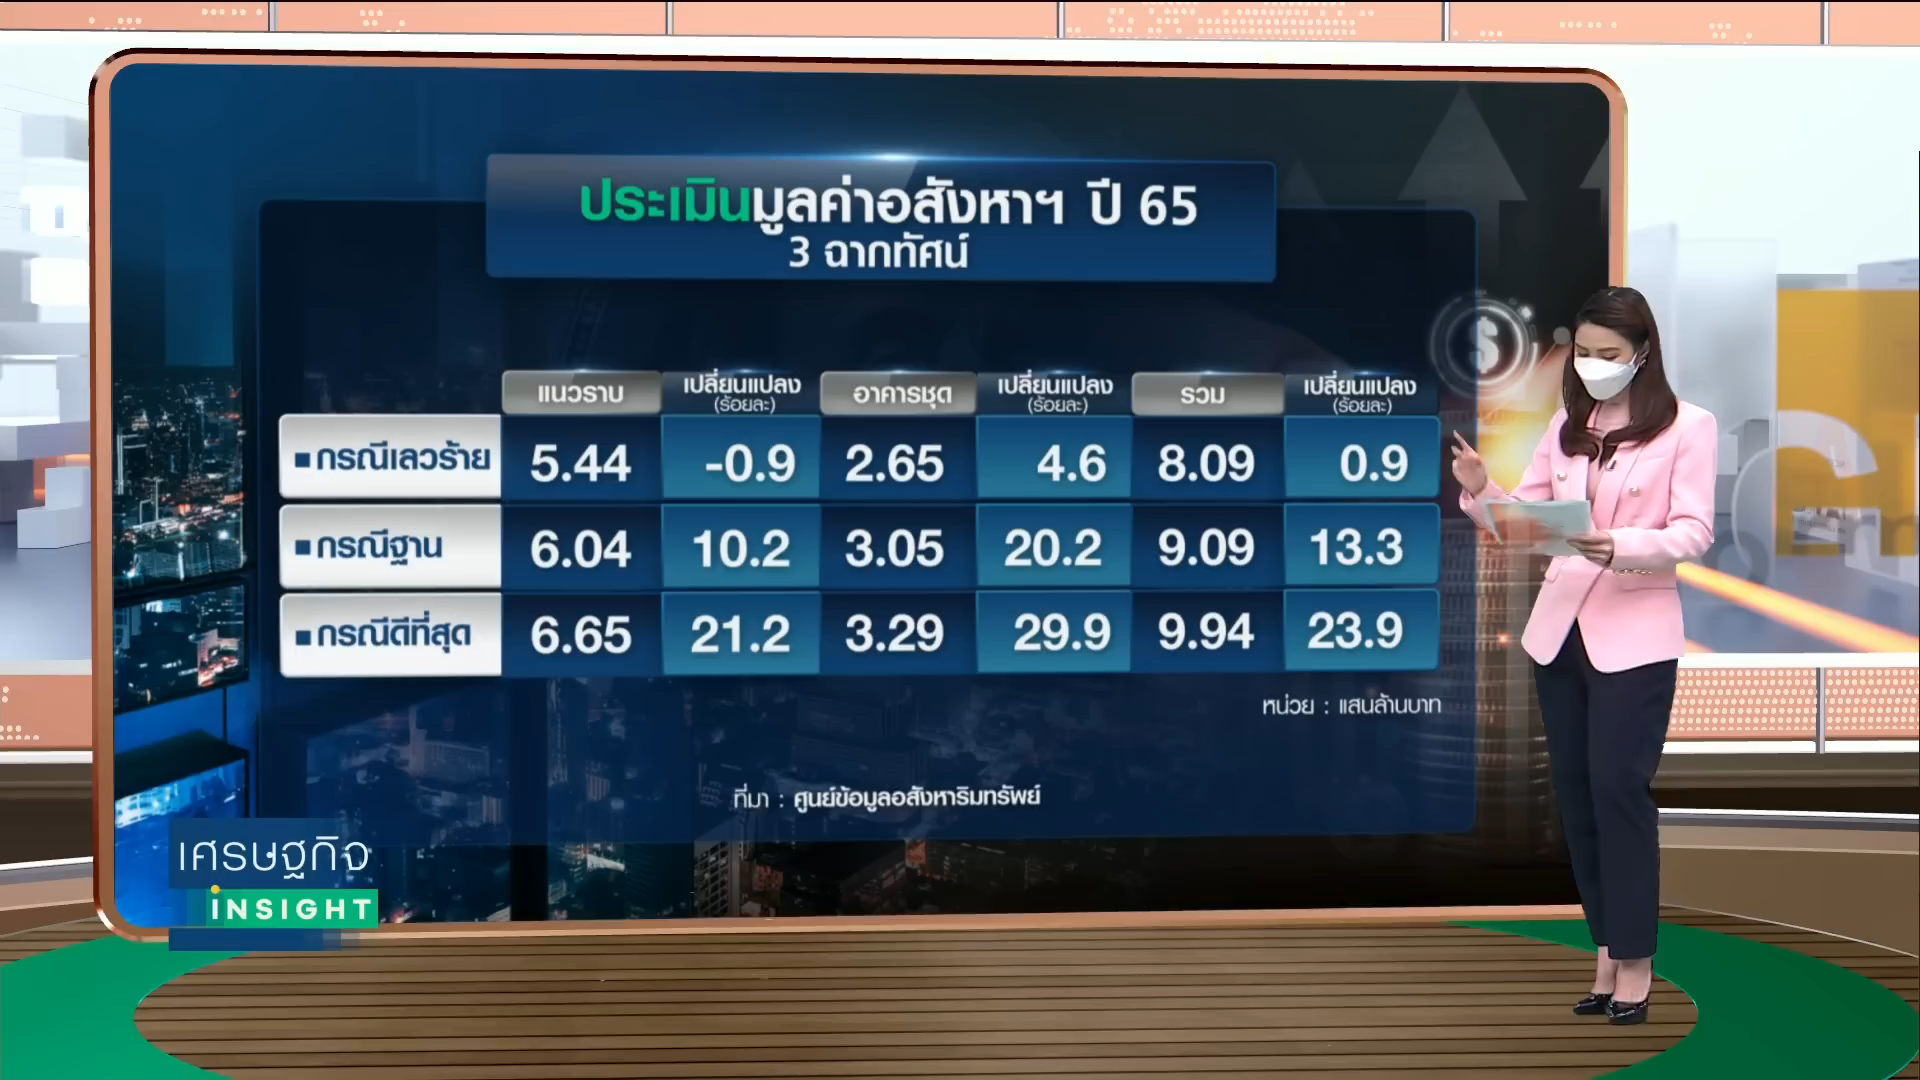 ประเมินมูลค่าอสังหาฯ ปี 65
3 ฉากทัศน์
แนวราบ เปลี่ยนแปลง (ร้อยละ) อาคารชุด เปลี่ยนแปลง (ร้อยละ) รวม เปลี่ยนแปลง (ร้อยละ)
▪กรณีเลวร้าย 5.44 -0.9 2.65 4.6 8.09 0.9
▪กรณีฐาน 6.04 10.2 3.05 20.2 9.09 13.3
▪กรณีดีที่สุด 6.65 21.2 3.29 29.9 9.94 23.9
หน่วย : แสนล้านบาท
ที่มา : ศูนย์ข้อมูลอสังหาริมทรัพย์
เศรษฐกิจ
INSIGHT